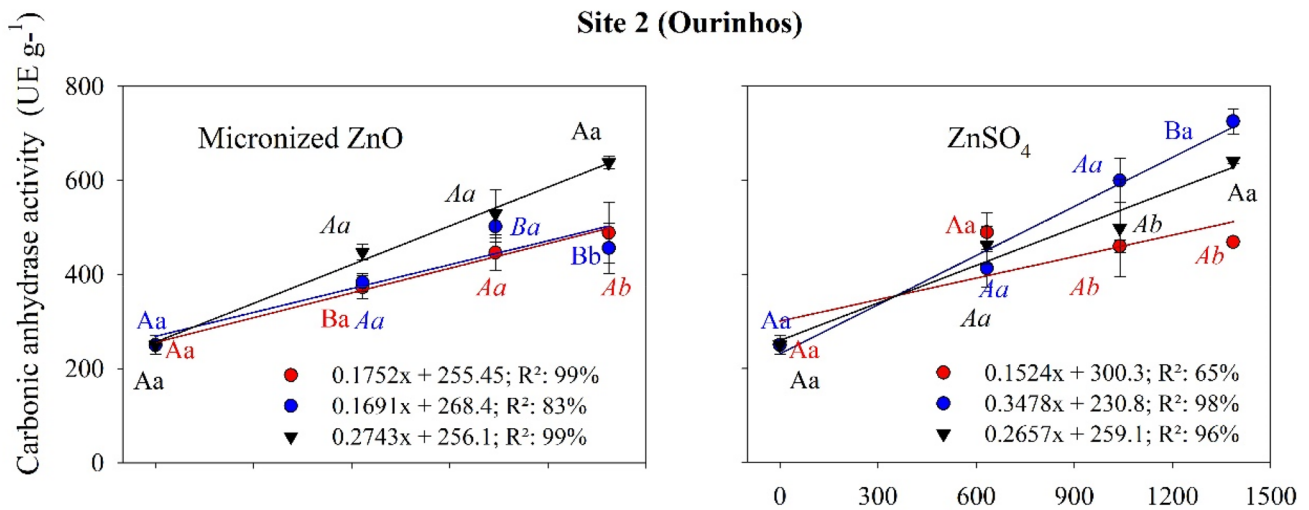 Site 2 (Ourinhos)
Carbonic anhydrase activity (UE g-¹)
800
600
400
200
0
Micronized ZnO
Aa
Aa
Aa
Aa
Aa
Aa
Ba
Aa
Ba
Aa
Bb
Ab
0.1752x + 255.45; R²: 99%
0.1691x + 268.4; R²: 83%
0.2743x + 256.1; R²: 99%
ZnSO₄
Aa
Aa
Aa
Aa
Aa
Aa
Aa
Ab
Ab
Ba
Aa
Ab
0.1524x + 300.3; R²: 65%
0.3478x + 230.8; R²: 98%
0.2657x + 259.1; R²: 96%
0 300 600 900 1200 1500